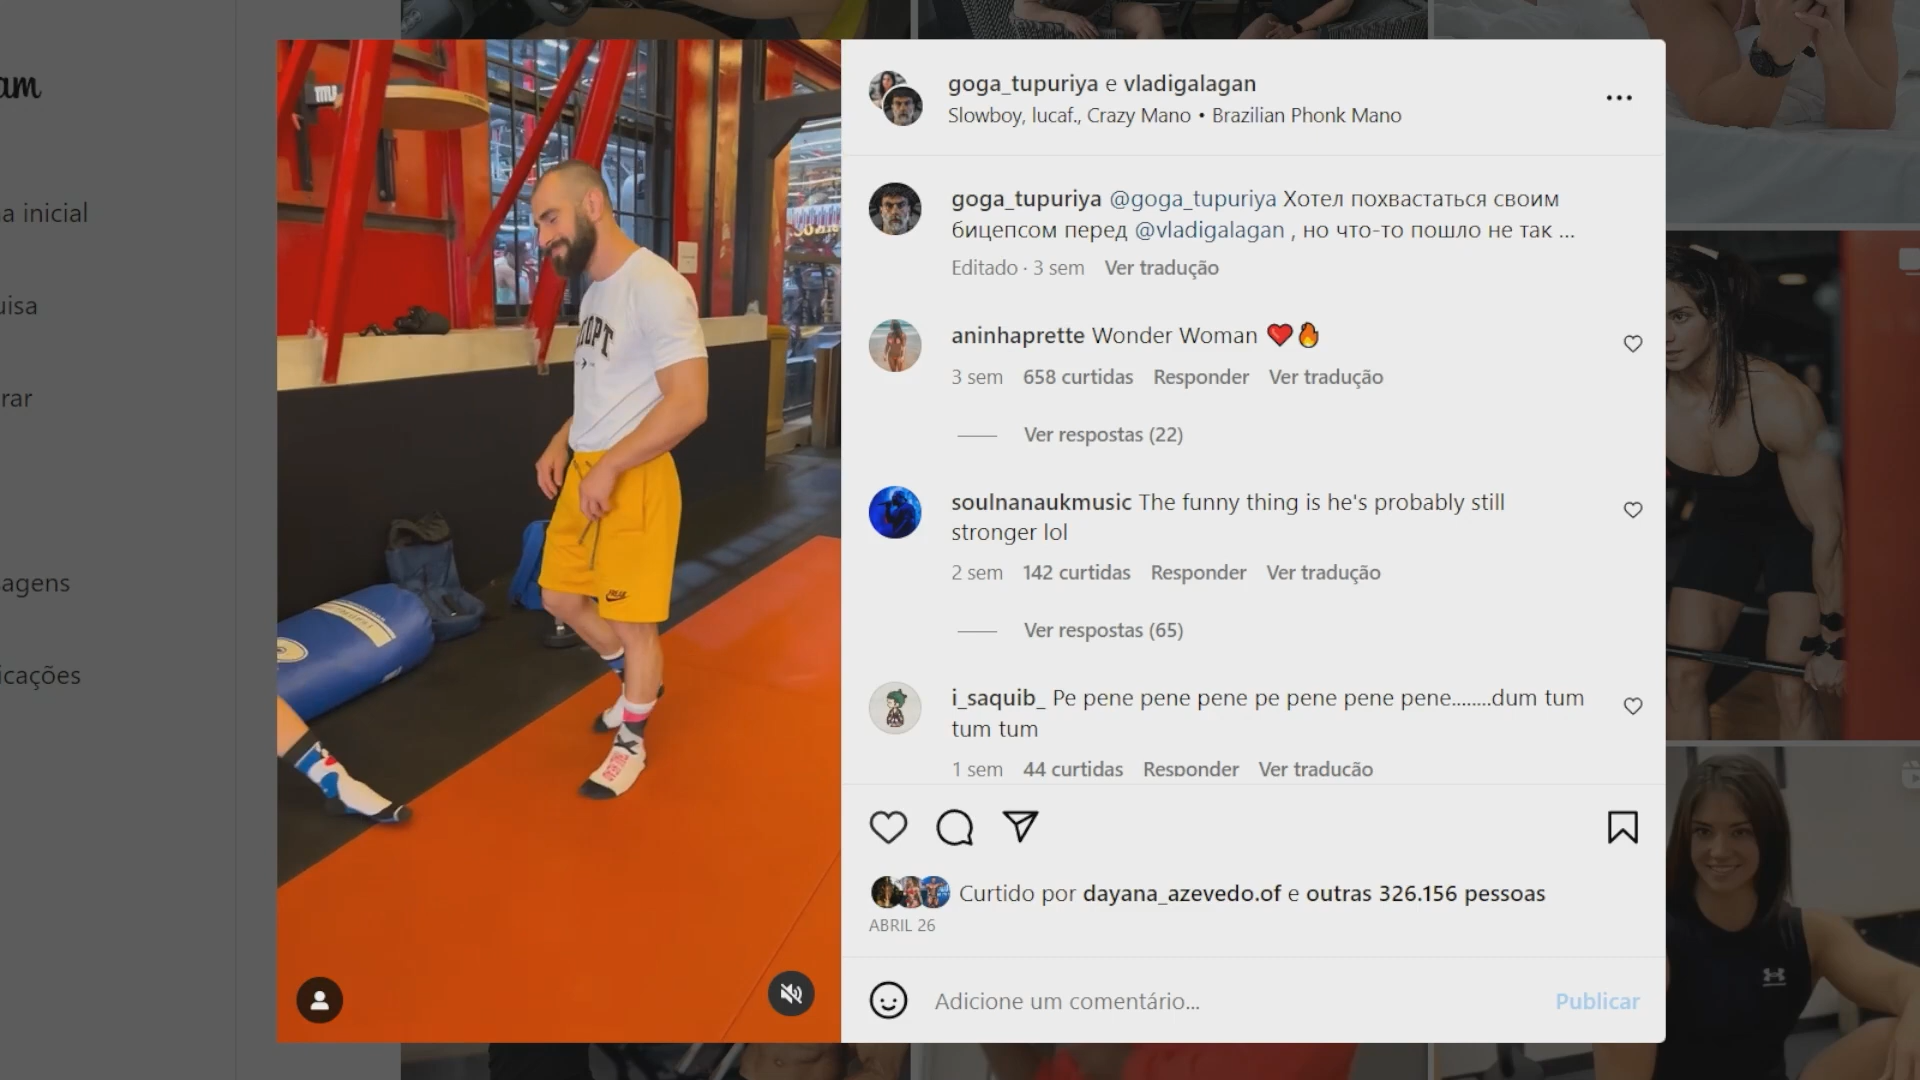 am
a inicial
uisa
rar
agens
icações
goga_tupuriya e vladigalagan
Slowboy, lucaf., Crazy Mano • Brazilian Phonk Mano
goga_tupuriya @goga_tupuriya Хотел похвастаться своим
бицепсом перед @vladigalagan , но что-то пошло не так ...
Editado · 3 sem Ver tradução
aninhaprette Wonder Woman ❤️🔥
3 sem 658 curtidas Responder Ver tradução
Ver respostas (22)
soulnanaukmusic The funny thing is he's probably still
stronger lol
2 sem 142 curtidas Responder Ver tradução
Ver respostas (65)
i_saquib_ Pe pene pene pene pe pene pene pene........dum tum
tum tum
1 sem 44 curtidas Responder Ver tradução
Curtido por dayana_azevedo.of e outras 326.156 pessoas
ABRIL 26
Adicione um comentário...
Publicar